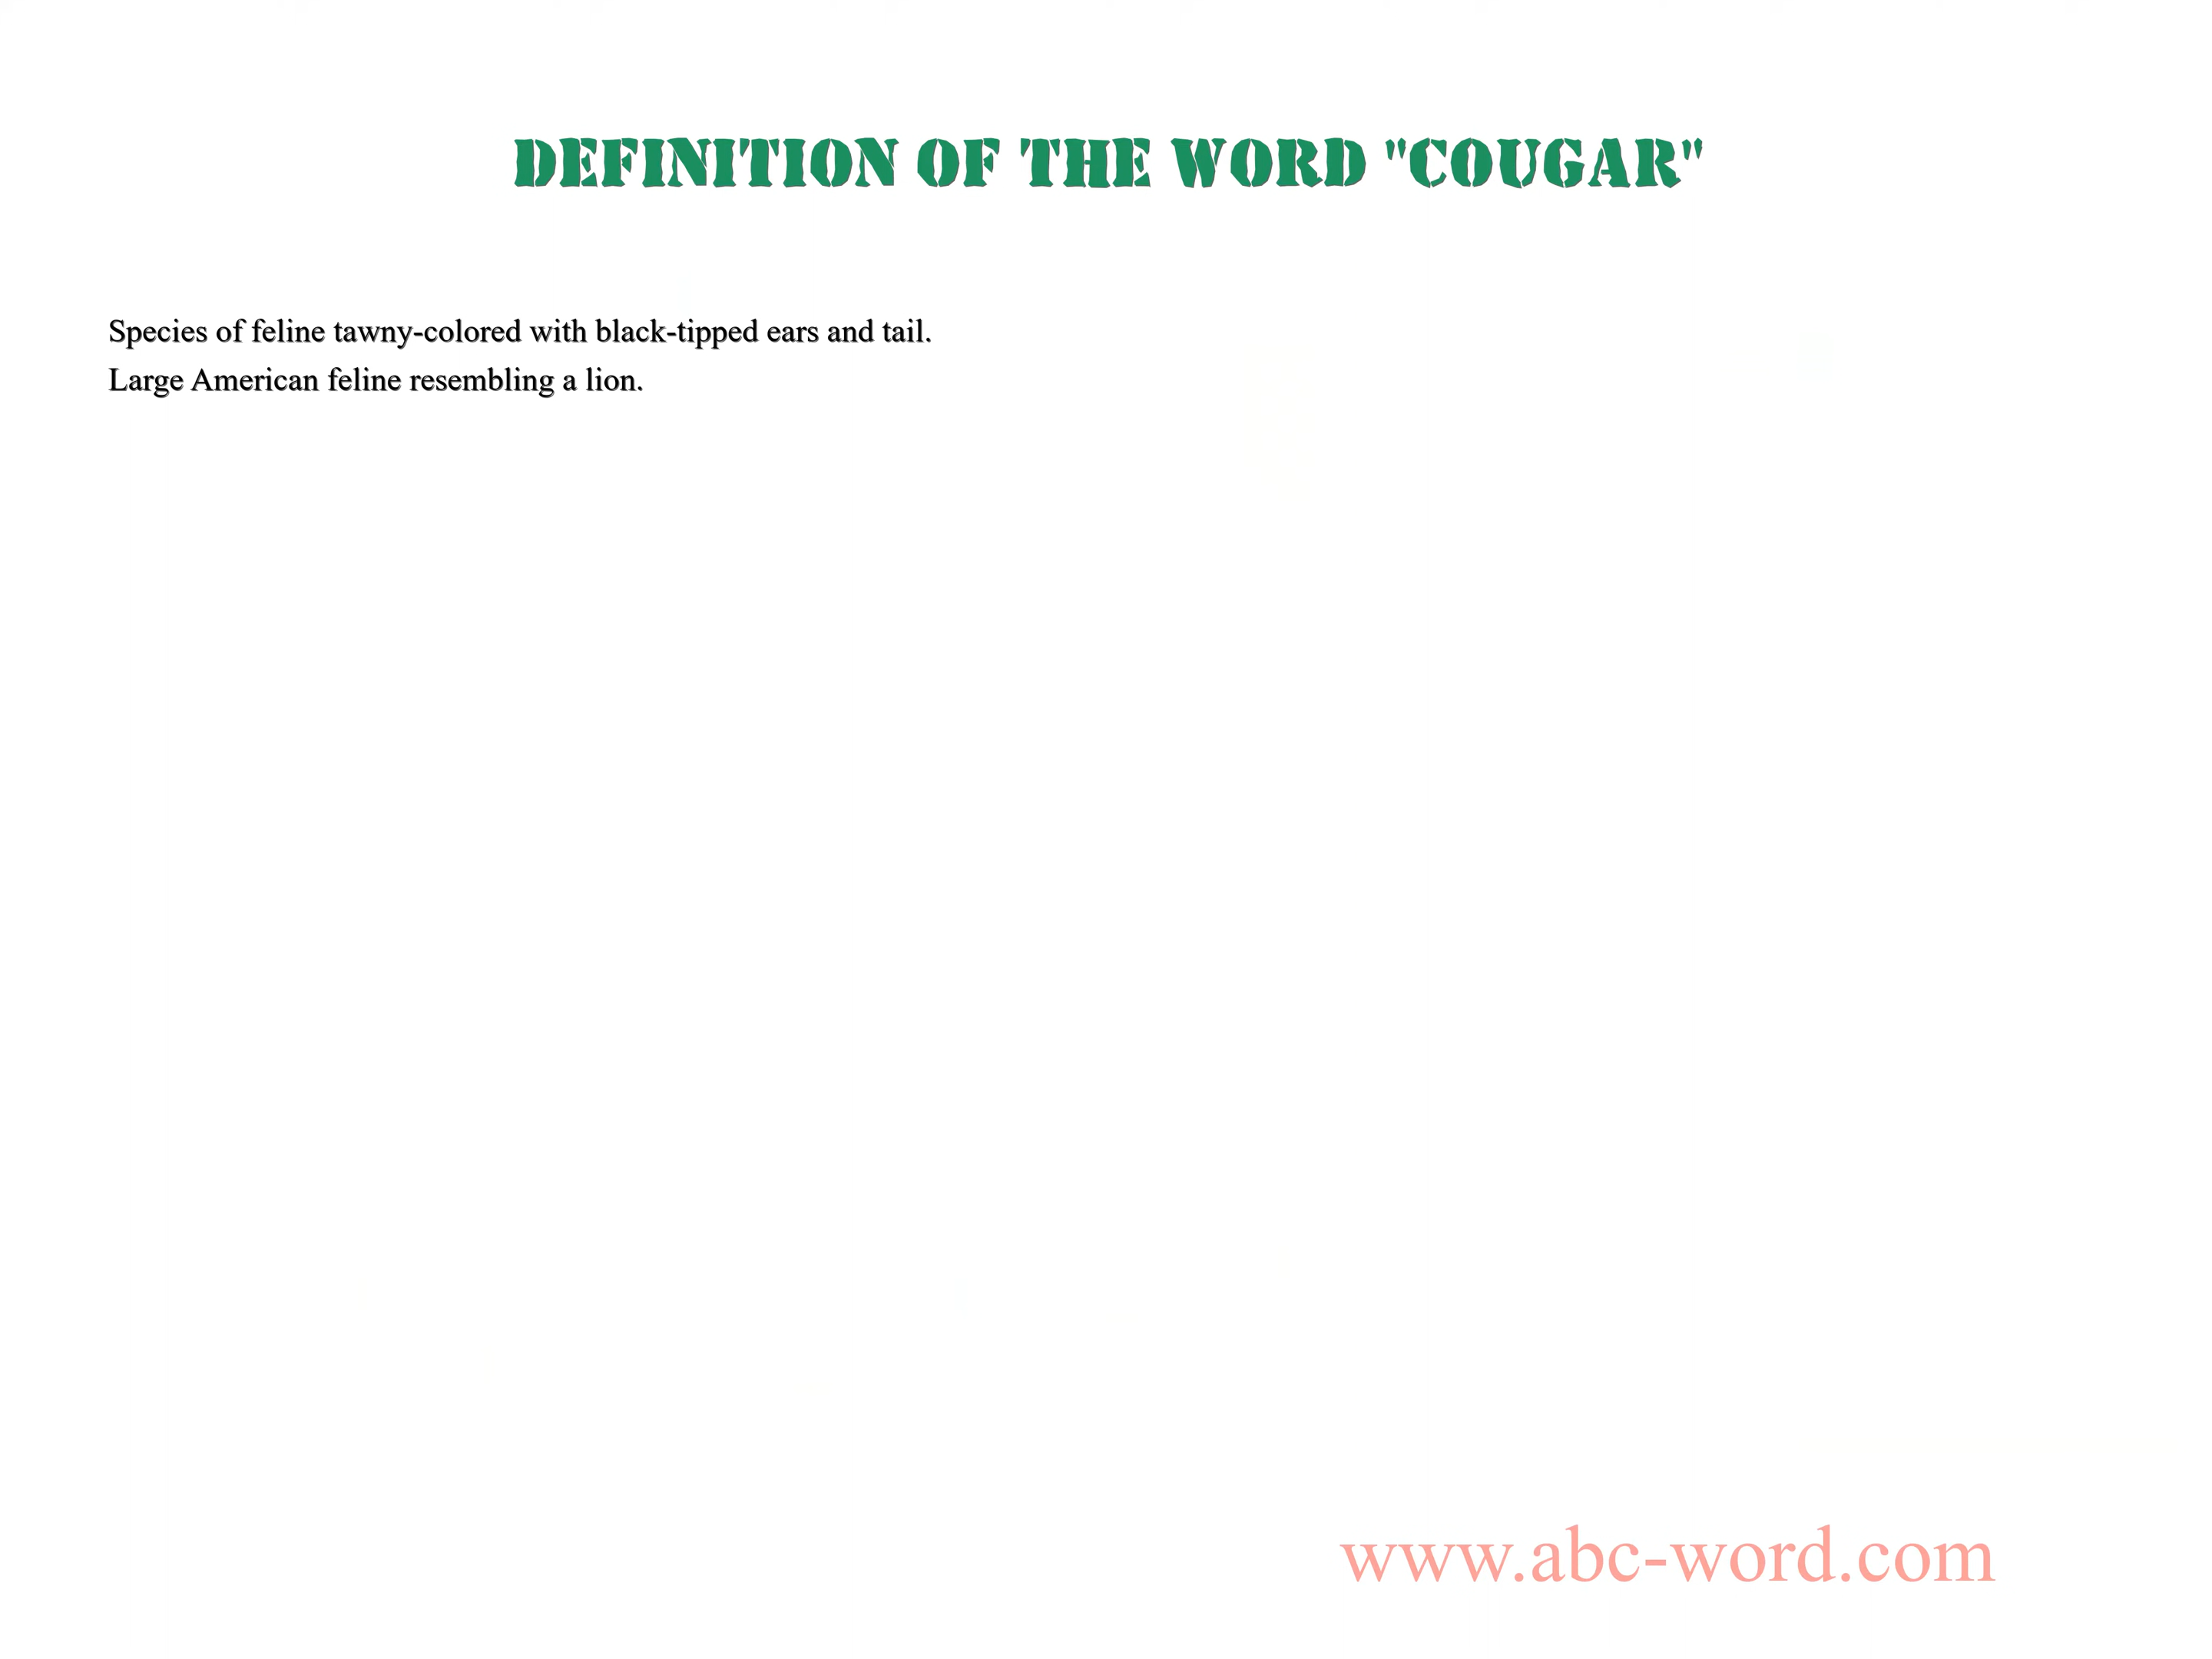 DEFINITION OF THE WORD "COUGAR"
Species of feline tawny-colored with black-tipped ears and tail.
Large American feline resembling a lion.
www.abc-word.com